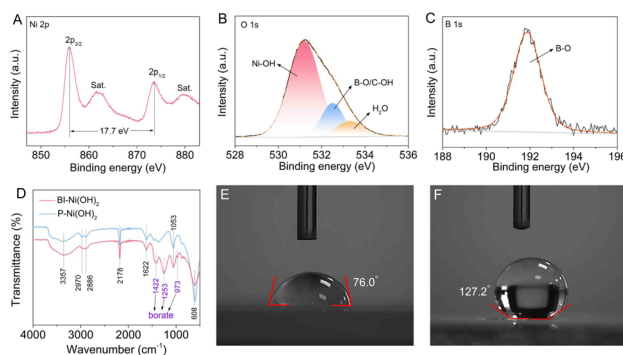 A
Ni 2p
2p3/2
2p1/2
Sat.
Sat.
17.7 eV
Intensity (a.u.)
850 860 870 880
Binding energy (eV)
B
O 1s
Ni-OH
B-O/C-OH
H2O
Intensity (a.u.)
528 530 532 534 536
Binding energy (eV)
C
B 1s
B-O
Intensity (a.u.)
188 190 192 194 196
Binding energy (eV)
D
BI-Ni(OH)2
P-Ni(OH)2
1053
3357
2970
2886
2178
1622
1422
1253
973
608
borate
Transmittance (%)
4000 3000 2000 1000
Wavenumber (cm-1)
E
76.0°
F
127.2°